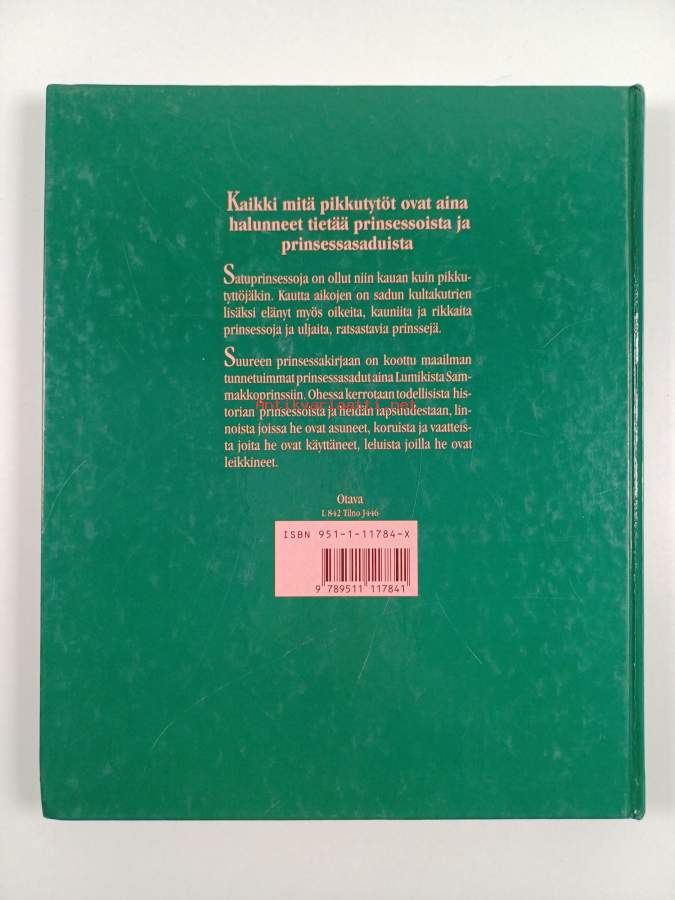 Kaikki mitä pikkutytöt ovat aina
halunneet tietää prinsessoista ja
prinsessasaduista
Satuprinsessoja on ollut niin kauan kuin pikku-
tyttöjäkin. Kautta aikojen on sadun kultakutrien
lisäksi elänyt myös oikeita, kauniita ja rikkaita
prinsessoja ja uljaita, ratsastavia prinssejä.
Suureen prinsessakirjaan on koottu maailman
tunnetuimmat prinsessasadut aina Lumikista Sam-
makkoprinssiin. Ohessa kerrotaan todellisista his-
torian prinsessoista ja heidän lapsuudestaan, lin-
Antikvariaatti.net
noista joissa he ovat asuneet, koruista ja vaatteis-
ta joita he ovat käyttäneet, leluista joilla he ovat
leikkineet.
Otava
L 842 Tilno J446
ISBN 951-1-11784-X
9 789511 117841